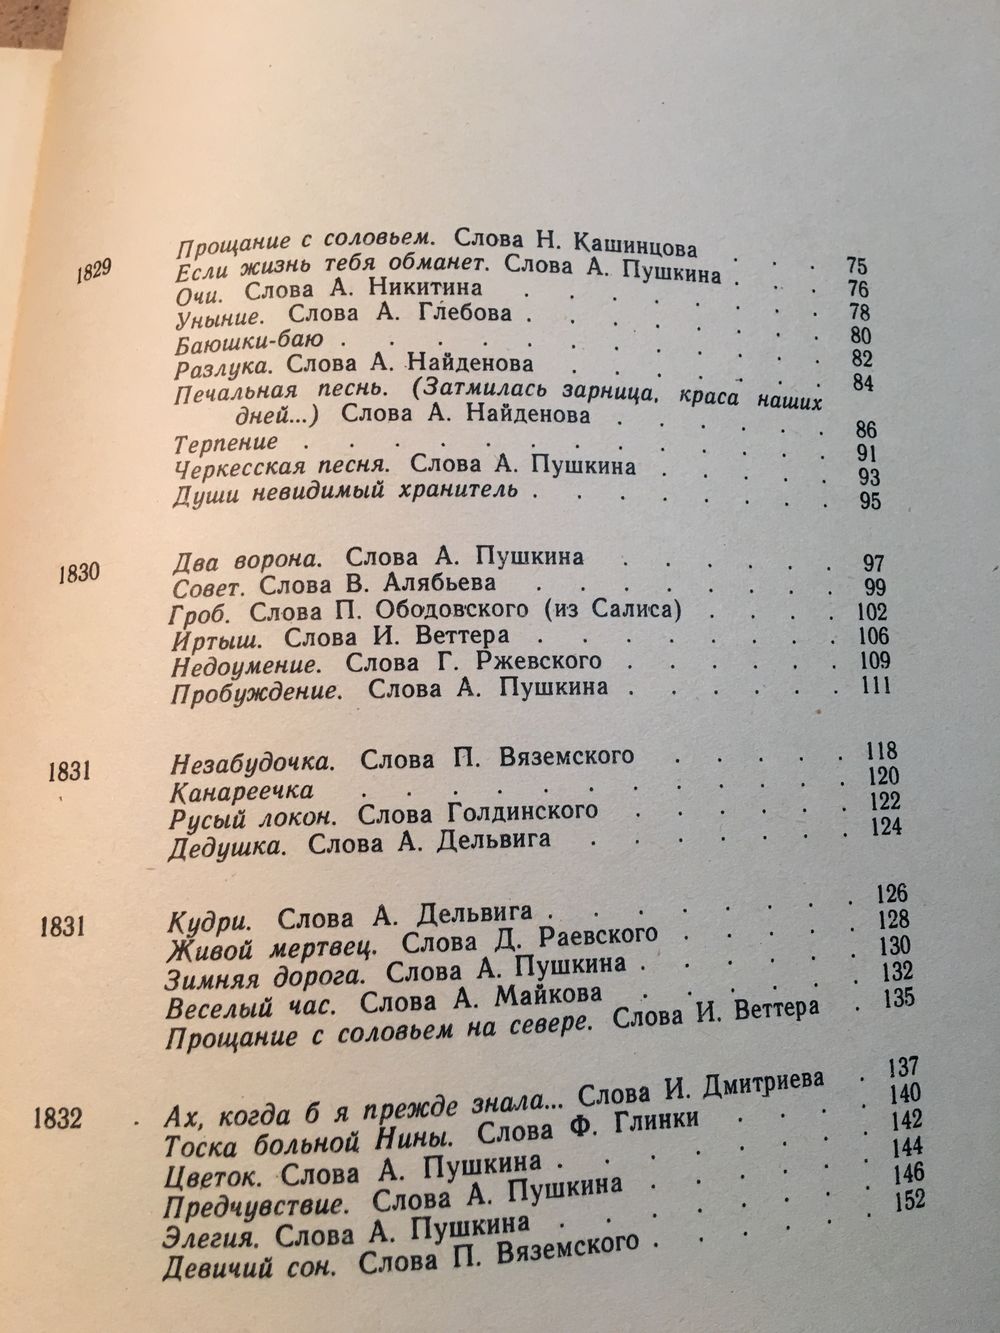 Прощание с соловьем. Слова Н. Кашинцова . . . 75
1829 Если жизнь тебя обманет. Слова А. Пушкина . . . 76
Очи. Слова А. Никитина . . . . . . . 78
Уныние. Слова А. Глебова . . . . . . . 80
Баюшки-баю . . . . . . . . . . . 82
Разлука. Слова А. Найденова . . . . . . 84
Печальная песнь. (Затмилась зарница, краса наших
дней...) Слова А. Найденова . . . . . 86
Терпение . . . . . . . . . . . . 91
Черкесская песня. Слова А. Пушкина . . . . . 93
Души невидимый хранитель . . . . . . . 95
1830 Два ворона. Слова А. Пушкина . . . . . . 97
Совет. Слова В. Алябьева . . . . . . . . 99
Гроб. Слова П. Ободовского (из Салиса) . . . . 102
Иртыш. Слова И. Веттера . . . . . . . . 106
Недоумение. Слова Г. Ржевского . . . . . . 109
Пробуждение. Слова А. Пушкина . . . . . . 111
1831 Незабудочка. Слова П. Вяземского . . . . . 118
Канареечка . . . . . . . . . . . . 120
Русый локон. Слова Голдинского . . . . . . 122
Дедушка. Слова А. Дельвига . . . . . . . 124
1831 Кудри. Слова А. Дельвига . . . . . . . . 126
Живой мертвец. Слова Д. Раевского . . . . . 128
Зимняя дорога. Слова А. Пушкина . . . . . . 130
Веселый час. Слова А. Майкова . . . . . . 132
Прощание с соловьем на севере. Слова И. Веттера . 135
1832 Ах, когда б я прежде знала... Слова И. Дмитриева . 137
Тоска больной Нины. Слова Ф. Глинки . . . . 140
Цветок. Слова А. Пушкина . . . . . . . . 142
Предчувствие. Слова А. Пушкина . . . . . . 144
Элегия. Слова А. Пушкина . . . . . . . . 146
Девичий сон. Слова П. Вяземского . . . . . . 152